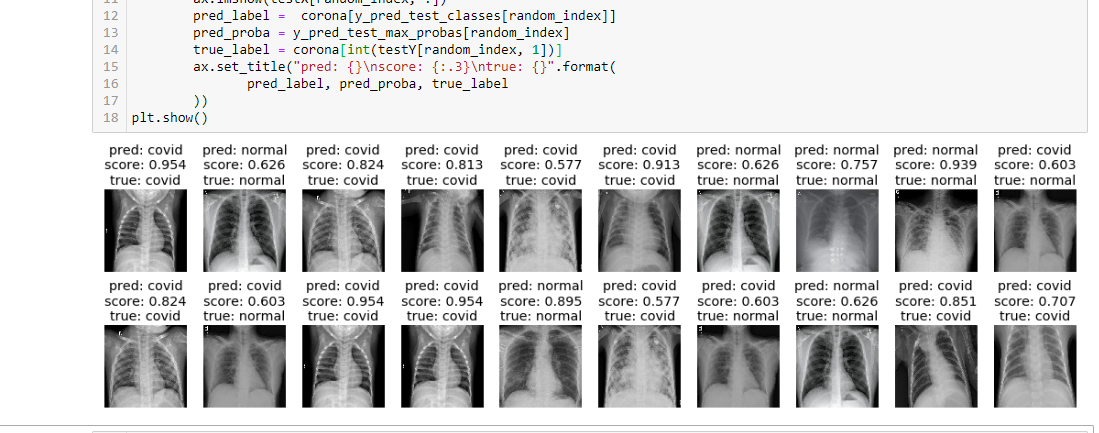 12 pred_label =  corona[y_pred_test_classes[random_index]]
13 pred_proba = y_pred_test_max_probas[random_index]
14 true_label = corona[int(testY[random_index, 1])]
15 ax.set_title("pred: {}\nscore: {:.3}\ntrue: {}".format(
16 pred_label, pred_proba, true_label
17 ))
18 plt.show()
pred: covid pred: normal pred: covid pred: covid pred: covid pred: covid pred: normal pred: normal pred: normal pred: covid
score: 0.954 score: 0.626 score: 0.824 score: 0.813 score: 0.577 score: 0.913 score: 0.626 score: 0.757 score: 0.939 score: 0.603
true: covid true: normal true: covid true: covid true: covid true: covid true: normal true: normal true: normal true: normal
pred: covid pred: covid pred: covid pred: covid pred: normal pred: covid pred: covid pred: normal pred: covid pred: covid
score: 0.824 score: 0.603 score: 0.954 score: 0.954 score: 0.895 score: 0.577 score: 0.603 score: 0.626 score: 0.851 score: 0.707
true: covid true: normal true: covid true: covid true: normal true: covid true: normal true: normal true: covid true: covid